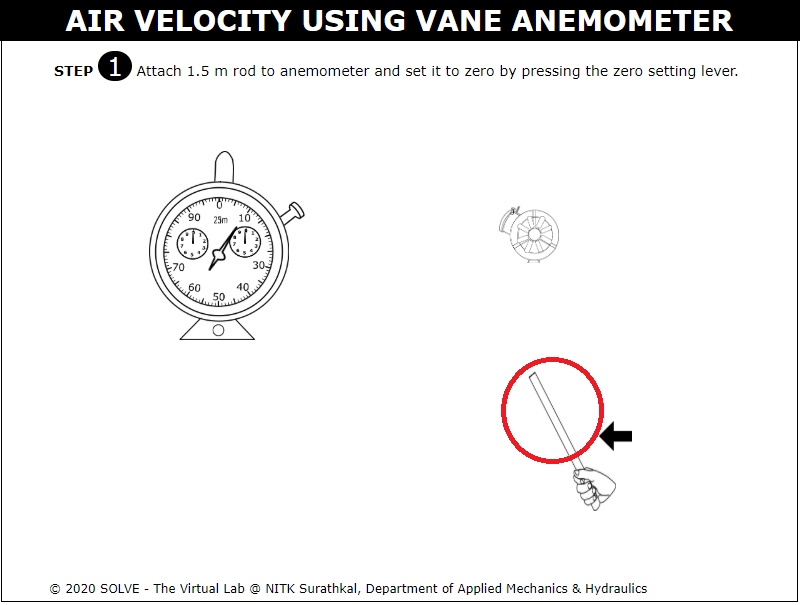 AIR VELOCITY USING VANE ANEMOMETER
STEP 1 Attach 1.5 m rod to anemometer and set it to zero by pressing the zero setting lever.
0
90 10
25m
70 30
60 40
50
© 2020 SOLVE - The Virtual Lab @ NITK Surathkal, Department of Applied Mechanics & Hydraulics